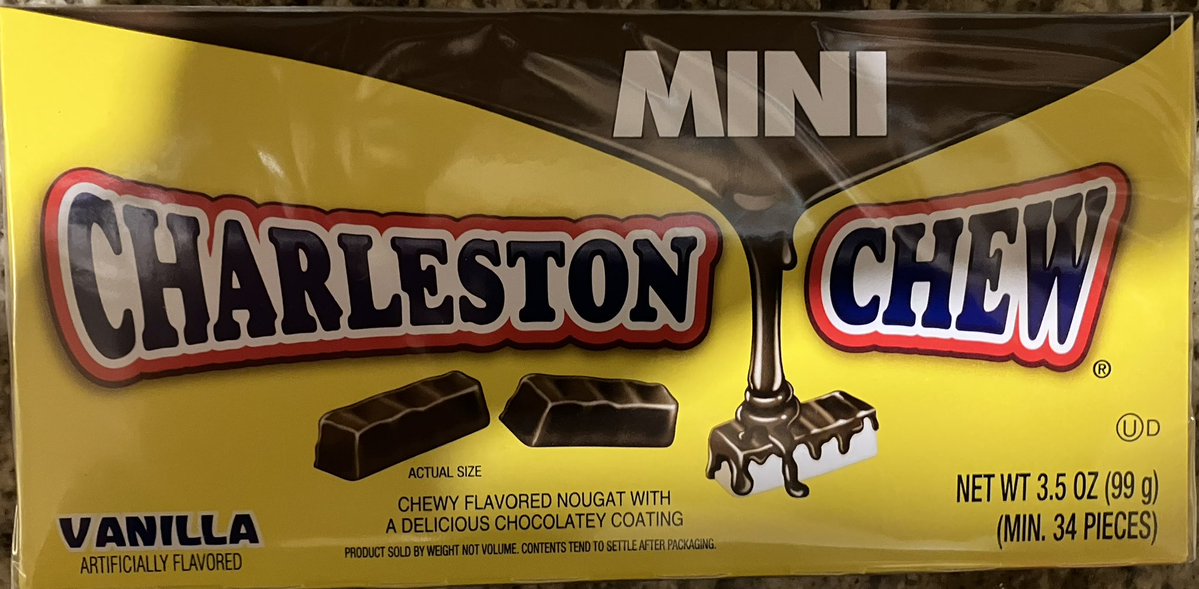 MINI
CHARLESTON CHEW
®
ACTUAL SIZE
CHEWY FLAVORED NOUGAT WITH
A DELICIOUS CHOCOLATEY COATING
PRODUCT SOLD BY WEIGHT NOT VOLUME. CONTENTS TEND TO SETTLE AFTER PACKAGING.
VANILLA
ARTIFICIALLY FLAVORED
Ⓤ D
NET WT 3.5 OZ (99 g)
(MIN. 34 PIECES)